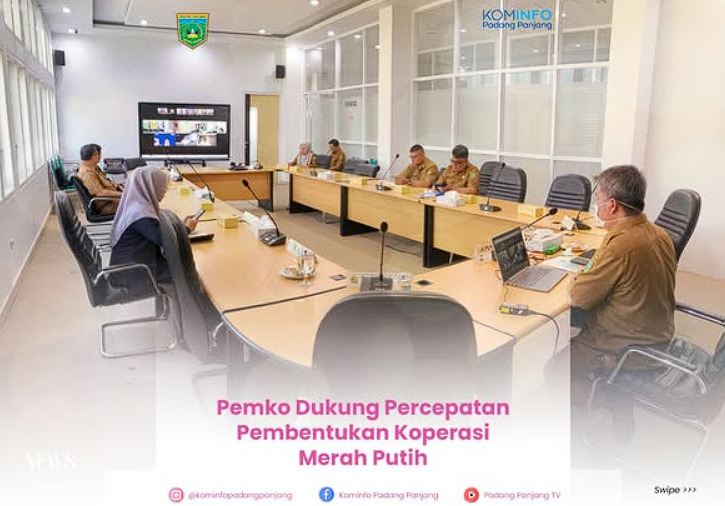 KOMINFO
Padang Panjang
Pemko Dukung Percepatan
Pembentukan Koperasi
Merah Putih
NEWS
@kominfopadangpanjang
Kominfo Padang Panjang
Padang Panjang TV
Swipe >>>